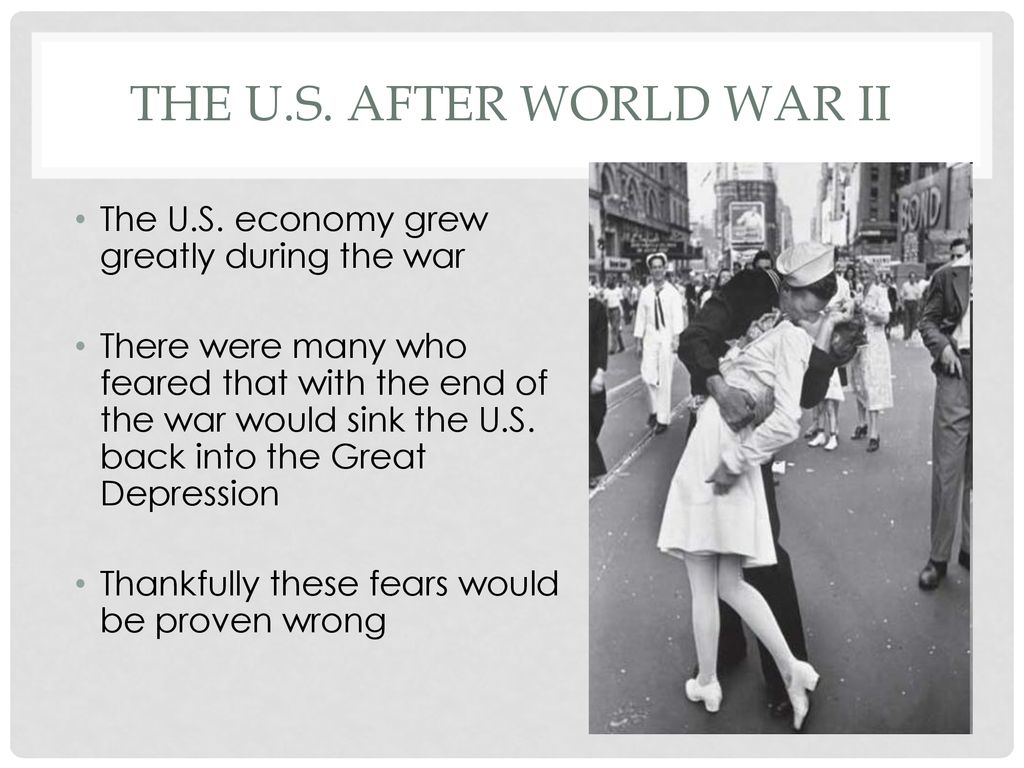 THE U.S. AFTER WORLD WAR II
• The U.S. economy grew
greatly during the war
• There were many who
feared that with the end of
the war would sink the U.S.
back into the Great
Depression
• Thankfully these fears would
be proven wrong
BOND